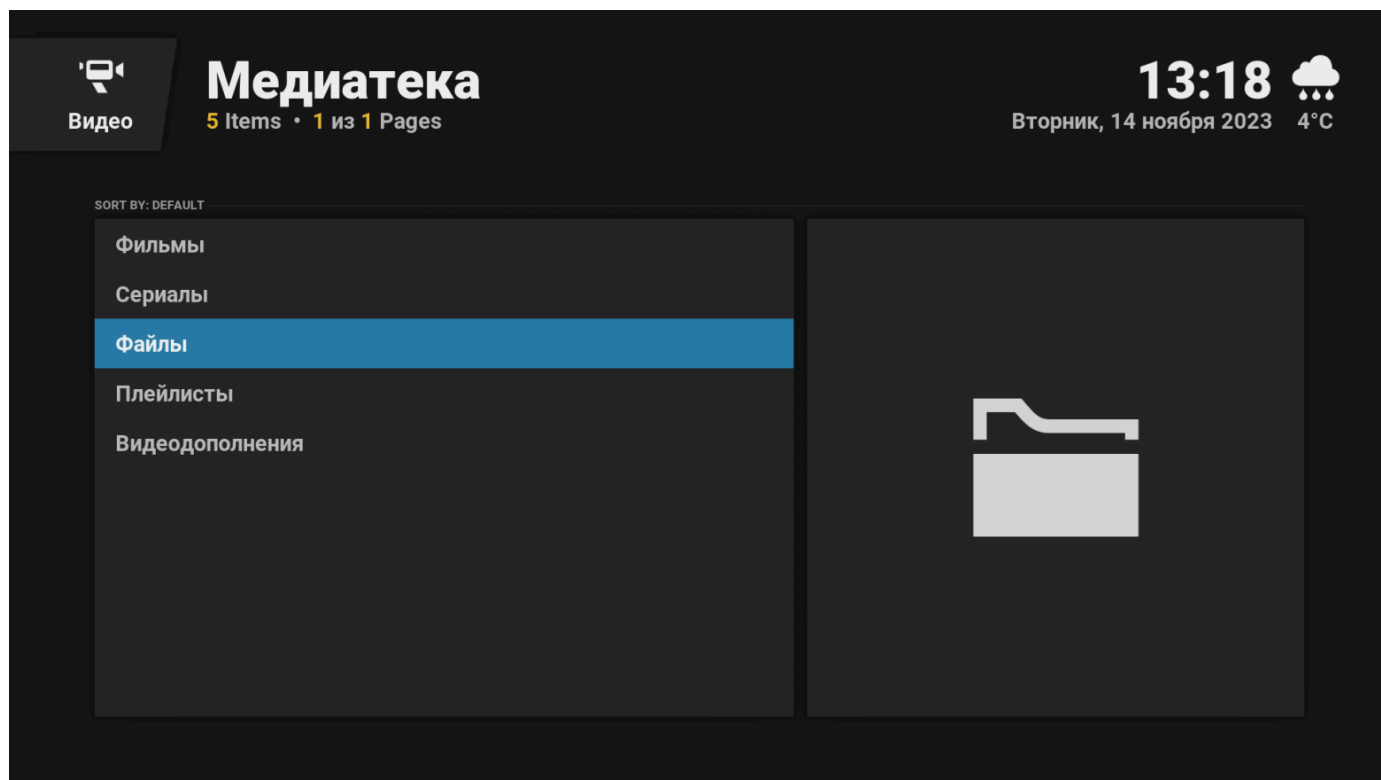 Видео
Медиатека
5 Items • 1 из 1 Pages
13:18
Вторник, 14 ноября 2023 4°C
SORT BY: DEFAULT
Фильмы
Сериалы
Файлы
Плейлисты
Видеодополнения